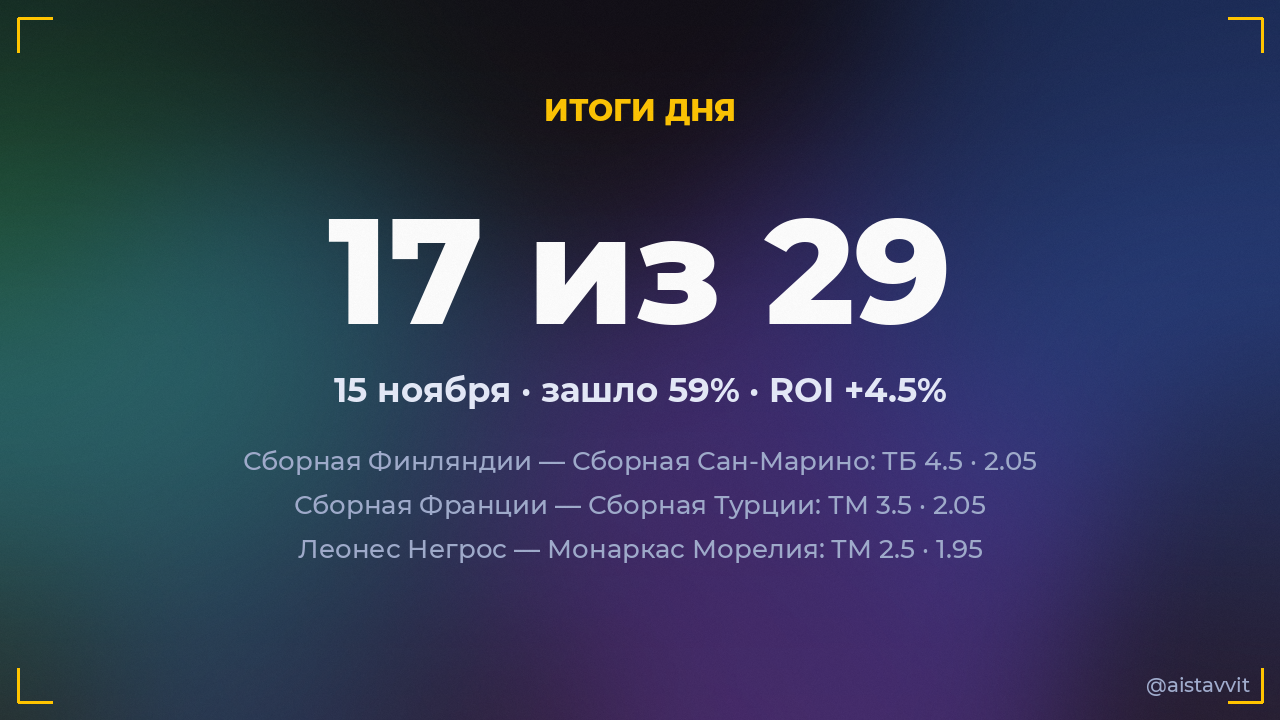 ИТОГИ ДНЯ
17 из 29
15 ноября · зашло 59% · ROI +4.5%
Сборная Финляндии — Сборная Сан-Марино: ТБ 4.5 · 2.05
Сборная Франции — Сборная Турции: ТМ 3.5 · 2.05
Леонес Негрос — Монаркас Морелия: ТМ 2.5 · 1.95
@aistavvit